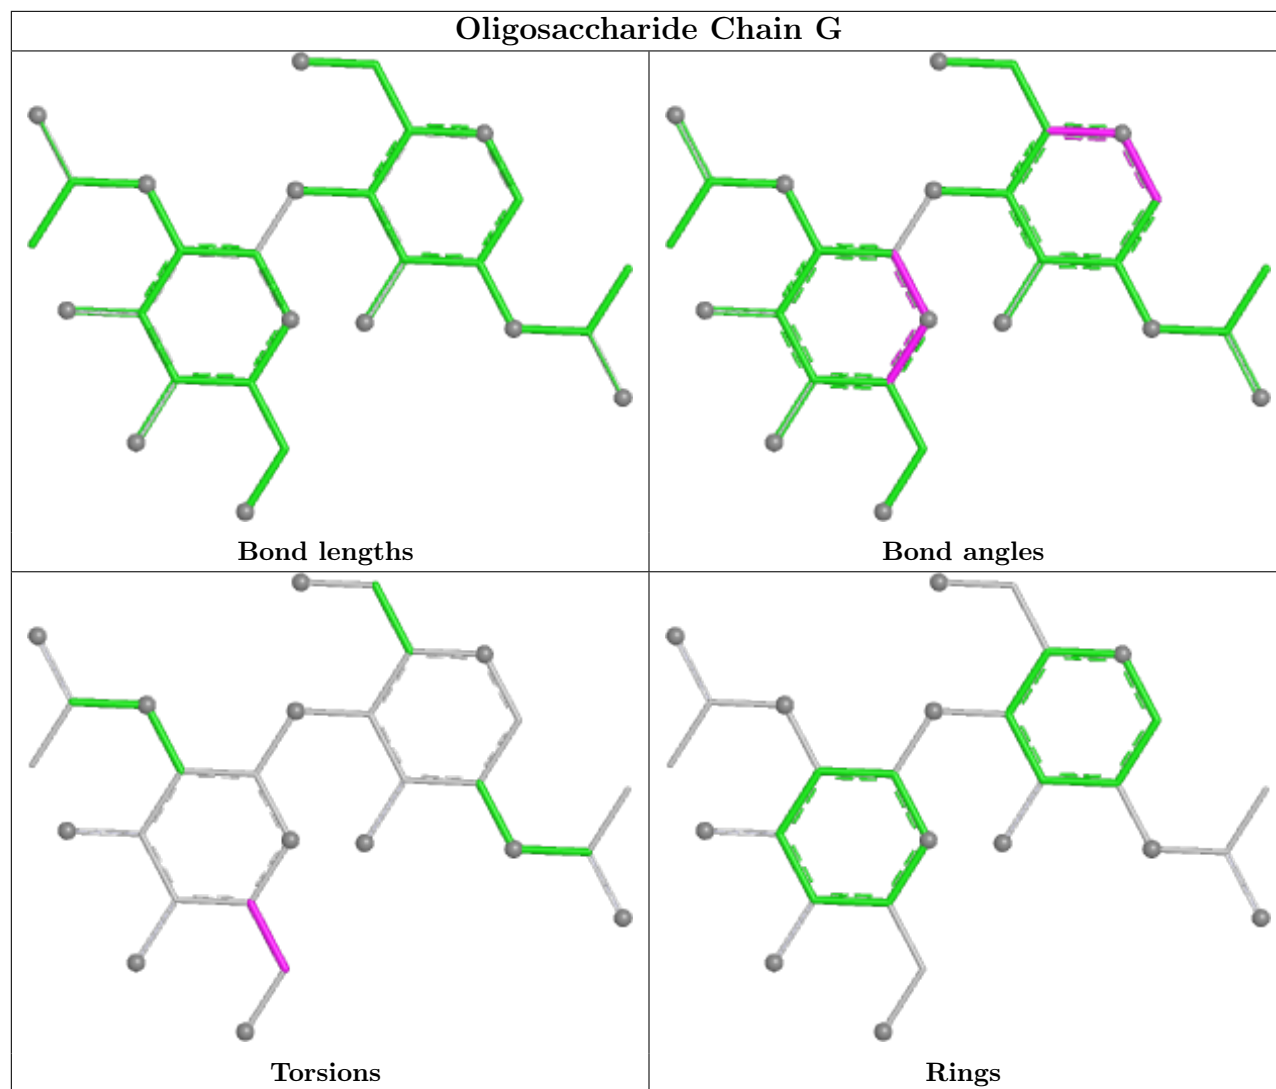 Oligosaccharide Chain G
Bond lengths
Bond angles
Torsions
Rings